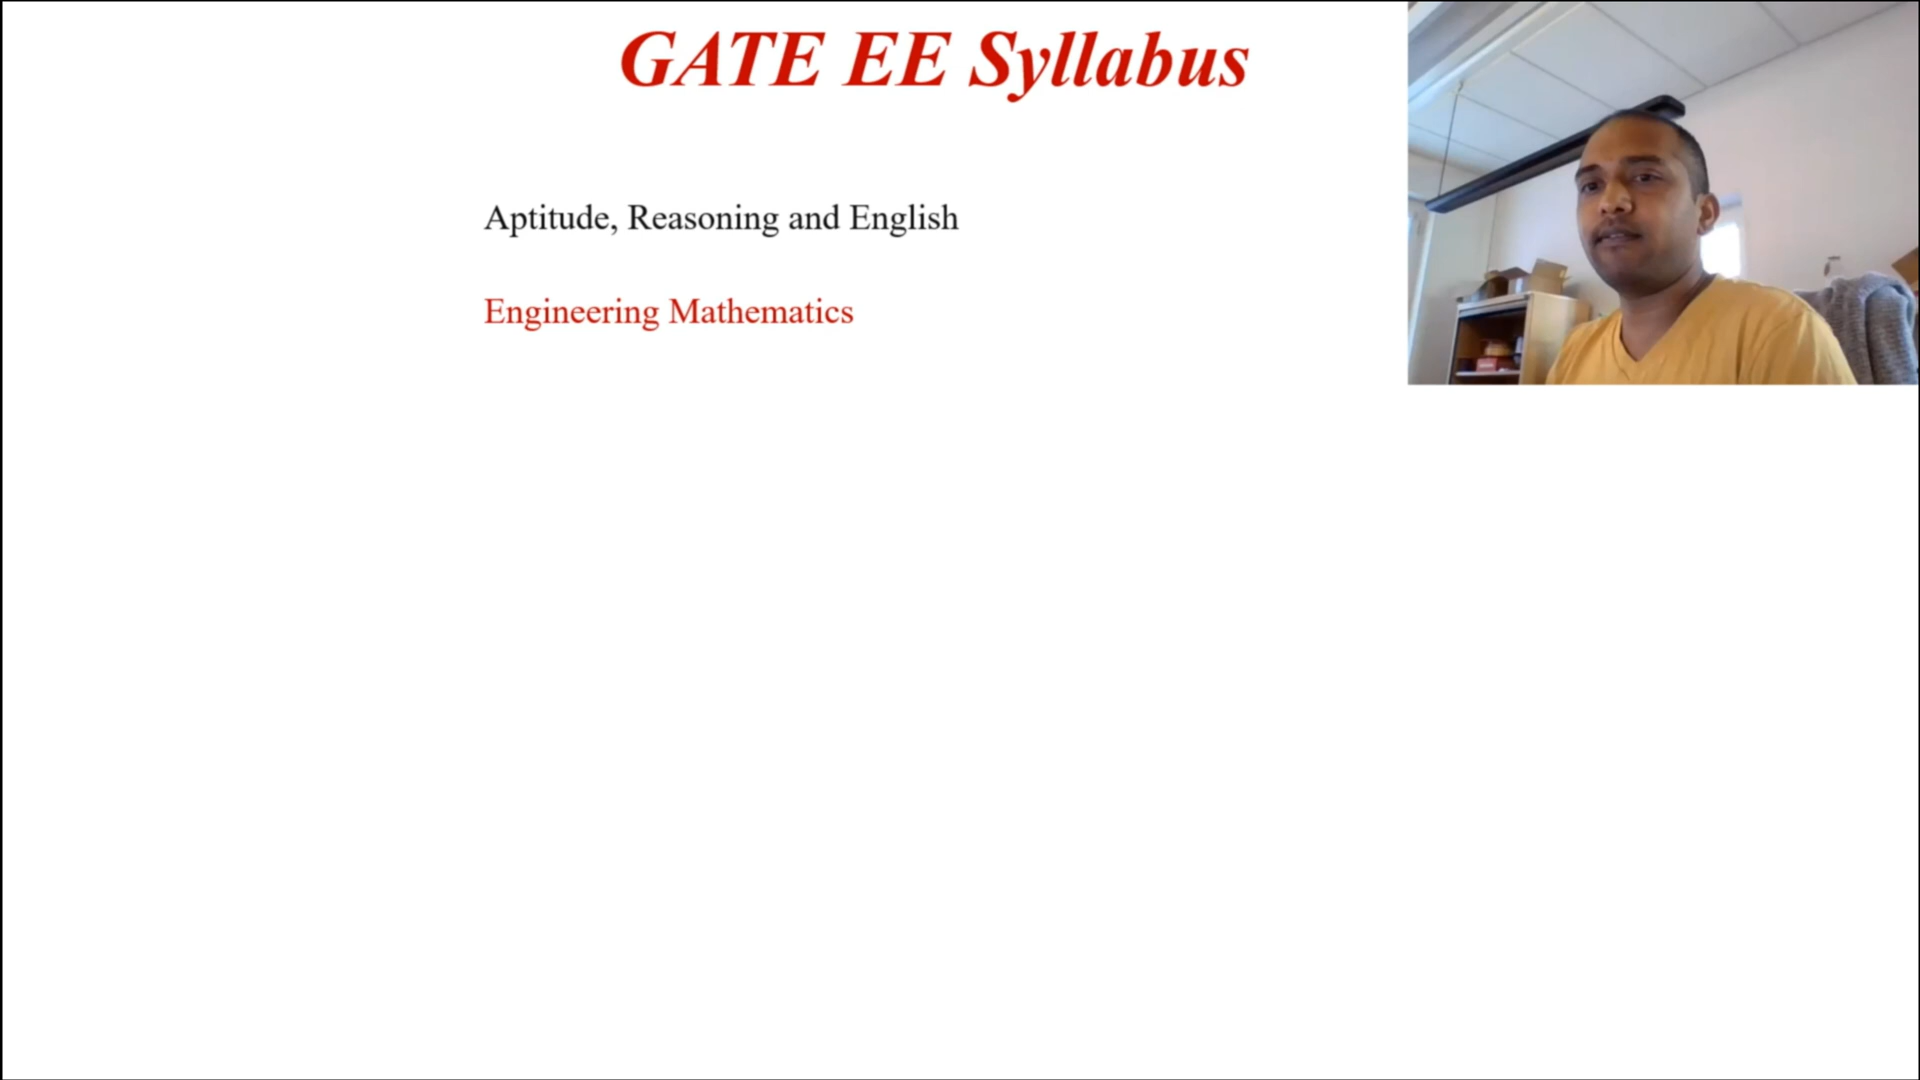 GATE EE Syllabus
Aptitude, Reasoning and English
Engineering Mathematics